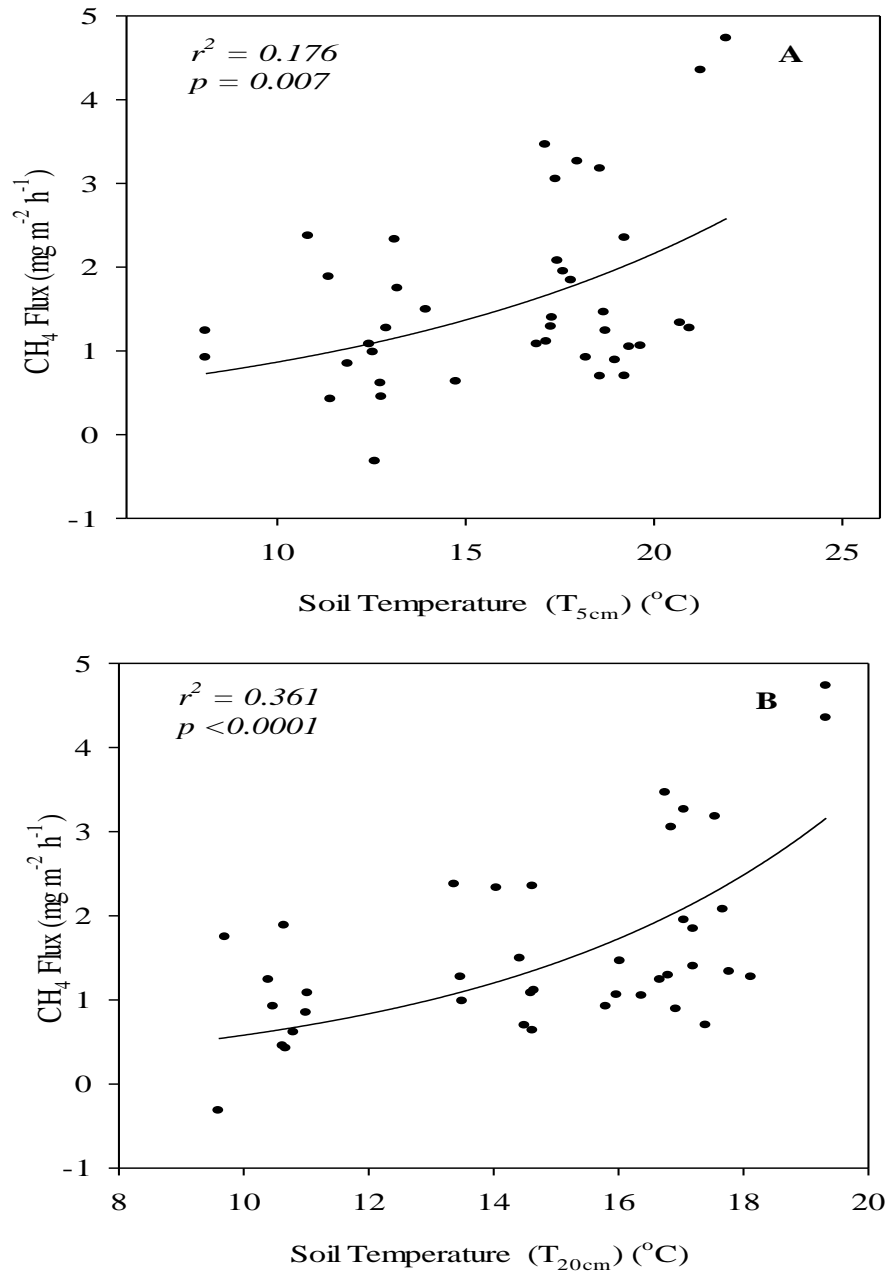 r² = 0.176
p = 0.007
A
5
4
3
2
1
0
-1
CH₄ Flux (mg m⁻² h⁻¹)
10 15 20 25
Soil Temperature (T₅cm) (°C)
r² = 0.361
p <0.0001
B
5
4
3
2
1
0
-1
CH₄ Flux (mg m⁻² h⁻¹)
8 10 12 14 16 18 20
Soil Temperature (T₂₀cm) (°C)